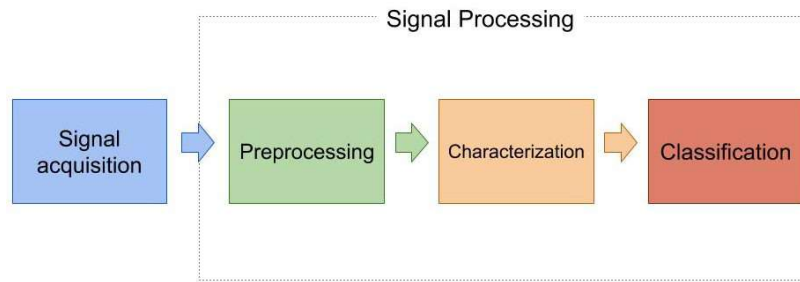 Signal Processing
Signal
acquisition
Preprocessing
Characterization
Classification